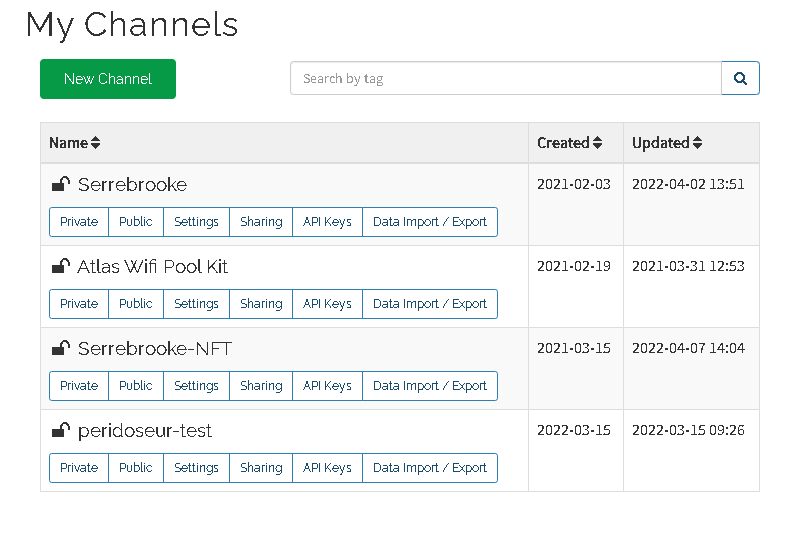 My Channels
New Channel
Search by tag
Name Created Updated
Serrebrooke 2021-02-03 2022-04-02 13:51
Private Public Settings Sharing API Keys Data Import / Export
Atlas Wifi Pool Kit 2021-02-19 2021-03-31 12:53
Private Public Settings Sharing API Keys Data Import / Export
Serrebrooke-NFT 2021-03-15 2022-04-07 14:04
Private Public Settings Sharing API Keys Data Import / Export
peridoseur-test 2022-03-15 2022-03-15 09:26
Private Public Settings Sharing API Keys Data Import / Export